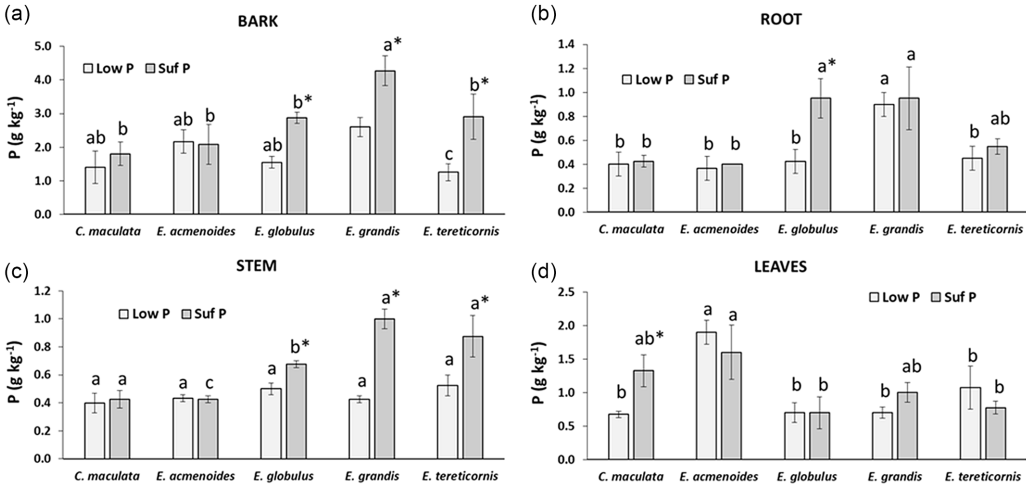 (a)
BARK
Low P Suf P
P (g kg-1)
5.0
4.0
3.0
2.0
1.0
0.0
ab b ab b ab b* a* c b*
C. maculata E. acmenoides E. globulus E. grandis E. tereticornis
(b)
ROOT
Low P Suf P
P (g kg-1)
1.4
1.2
1.0
0.8
0.6
0.4
0.2
0.0
b b b b b a* a a b ab
C. maculata E. acmenoides E. globulus E. grandis E. tereticornis
(c)
STEM
Low P Suf P
P (g kg-1)
1.2
1.0
0.8
0.6
0.4
0.2
0.0
a a a c a b* a a* a a*
C. maculata E. acmenoides E. globulus E. grandis E. tereticornis
(d)
LEAVES
Low P Suf P
P (g kg-1)
2.5
2.0
1.5
1.0
0.5
0.0
b ab* a a b b b ab b b
C. maculata E. acmenoides E. globulus E. grandis E. tereticornis